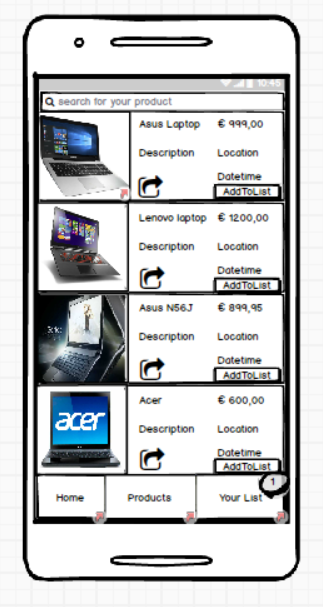 10:45
search for your product
Asus Laptop € 999,00
Description Location
Datetime
AddToList
Lenovo laptop € 1200,00
Description Location
Datetime
AddToList
Asus N56J € 899,95
Description Location
Datetime
AddToList
acer
Acer € 600,00
Description Location
Datetime
AddToList
1
Home Products Your List